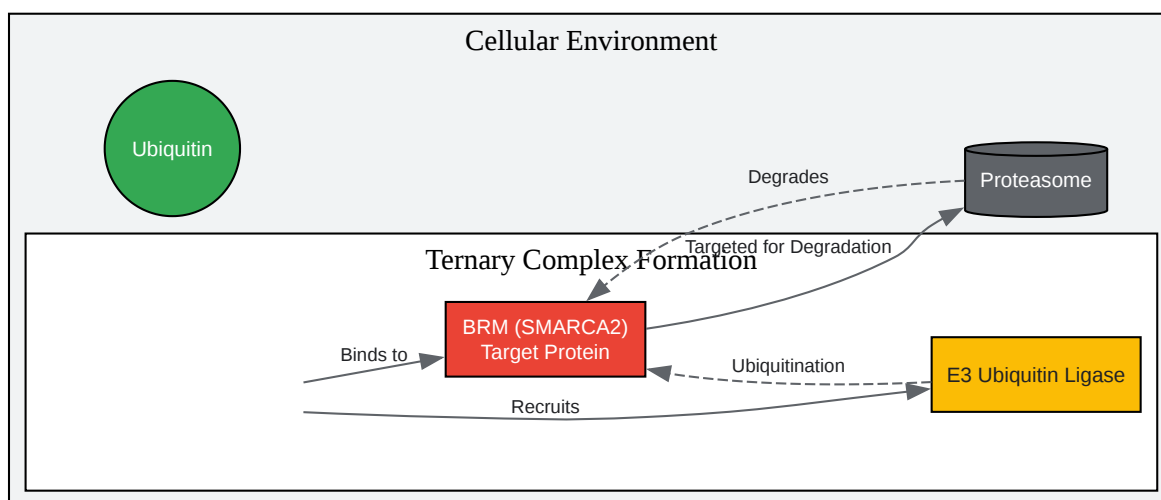 Cellular Environment
Ubiquitin
Degrades
Proteasome
Targeted for Degradation
Ternary Complex Formation
BRM (SMARCA2)
Target Protein
Binds to
Ubiquitination
E3 Ubiquitin Ligase
Recruits